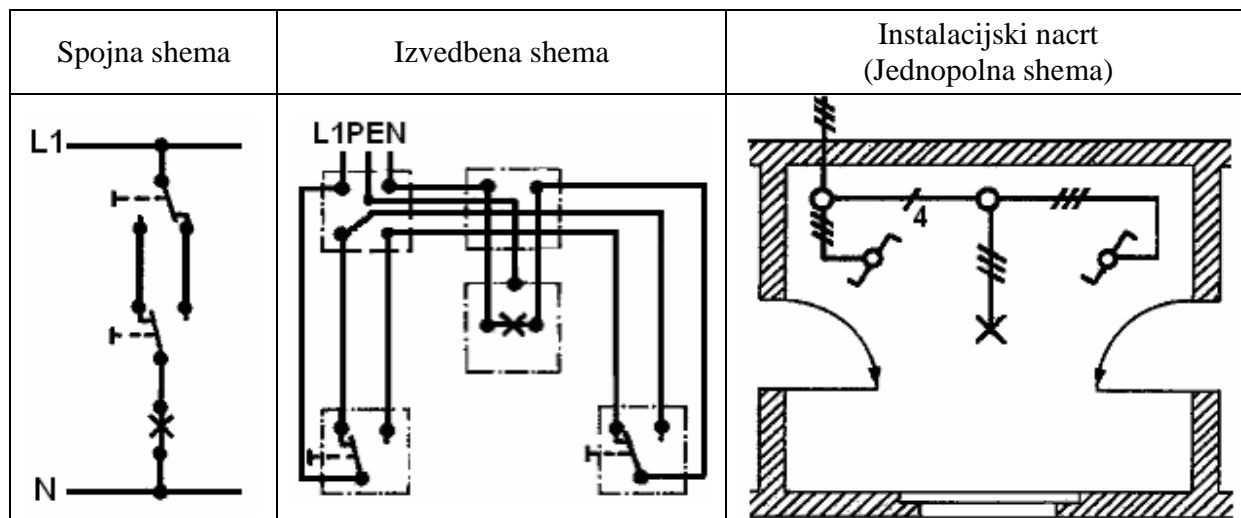 Spojna shema
Izvedbena shema
Instalacijski nacrt
(Jednopolna shema)
L1
N
L1PEN
4